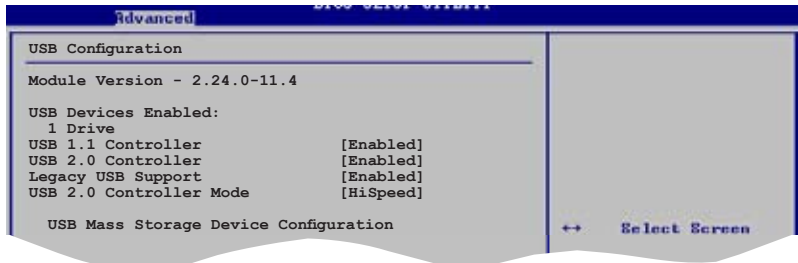 Advanced
USB Configuration
Module Version - 2.24.0-11.4
USB Devices Enabled:
1 Drive
USB 1.1 Controller [Enabled]
USB 2.0 Controller [Enabled]
Legacy USB Support [Enabled]
USB 2.0 Controller Mode [HiSpeed]
USB Mass Storage Device Configuration
↔ Select Screen